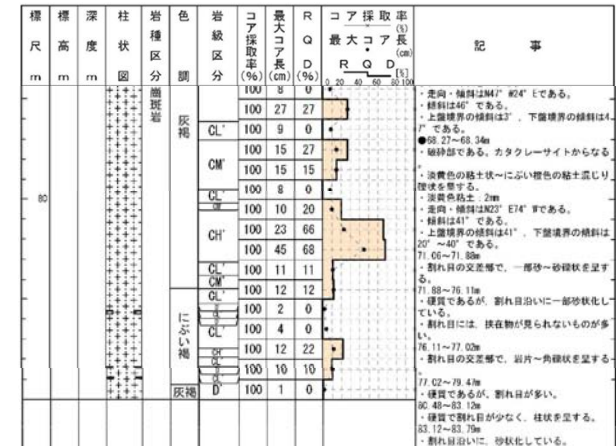 標尺 m
標高 m
深度 m
柱状図
岩種区分
色調
岩級区分
コア採取率 (%)
最大コア長 (cm)
RQD (%)
コア採取率 (%)
最大コア長 (cm)
RQD [%]
0 20 40 60 80 100
記事
80
灰褐
にぶい褐
灰褐
CL'
CM'
CL'
CH'
CL'
CM'
CL'
CL'
CH'
D'
100 8 0
100 27 27
100 9 0
100 15 27
100 15 15
100 8 0
100 10 20
100 23 66
100 45 68
100 11 11
100 12 12
100 2 0
100 4 0
100 12 22
100 10 10
100 1 0
・走向・傾斜はN47° W24° Eである。
・傾斜は46° である。
・上盤境界の傾斜は3° 、下盤境界の傾斜は4
7° である。
●68.27~68.34m
・破砕部である。カタクレーサイトからなる
。
・淡黄色の粘土状~にぶい橙色の粘土混じり
礫状を呈する。
・淡黄色粘土:2mm
・走向・傾斜はN23° E74° Wである。
・傾斜は41° である。
・上盤境界の傾斜は41° 、下盤境界の傾斜は
20° ~40° である。
71.06~71.88m
・割れ目の交差部で、一部砂~砂礫状を呈す
る。
71.88~76.11m
・硬質であるが、割れ目沿いに一部砂状化し
ている。
・割れ目には、挟在物が見られないものが多
い。
76.11~77.02m
・割れ目の交差部で、岩片~角礫状を呈する
。
77.02~79.47m
・硬質であるが、割れ目が多い。
80.48~83.12m
・硬質で割れ目が少なく、柱状を呈する。
83.12~83.79m
・割れ目沿いに、砂状化している。